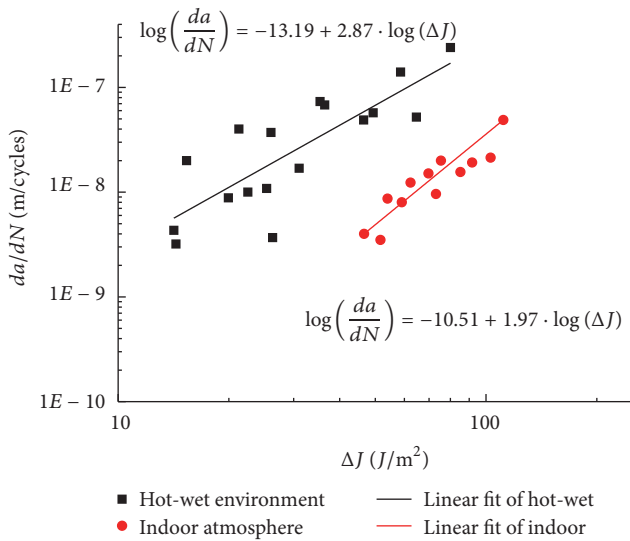 log(da/dN) = −13.19 + 2.87 · log (ΔJ)
1E − 7
1E − 8
1E − 9
1E − 10
da/dN (m/cycles)
log(da/dN) = −10.51 + 1.97 · log (ΔJ)
10 100
ΔJ (J/m²)
Hot-wet environment Linear fit of hot-wet
Indoor atmosphere Linear fit of indoor